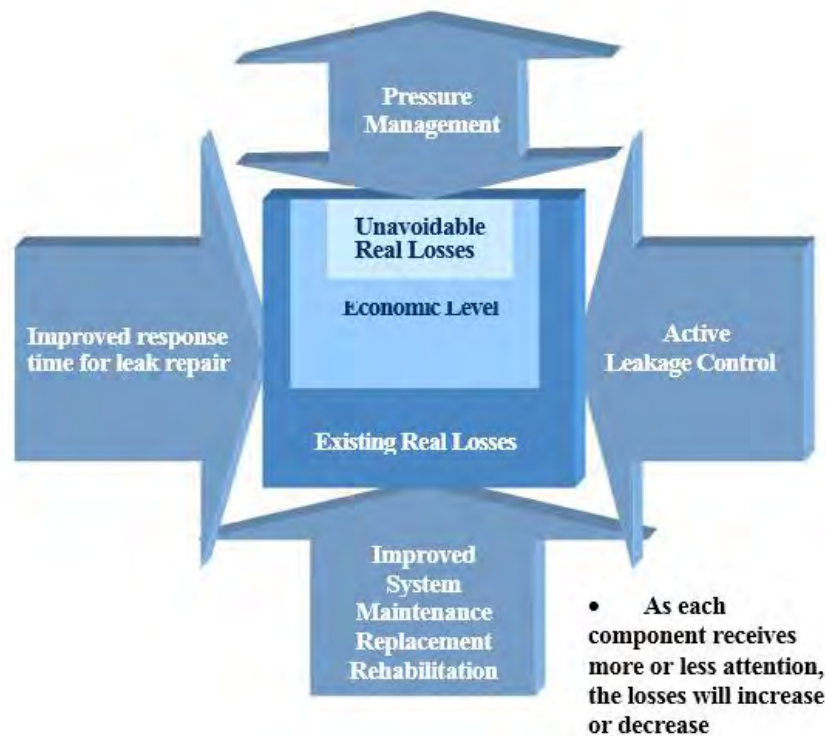 Pressure
Management
Unavoidable
Real Losses
Economic Level
Improved response
time for leak repair
Active
Leakage Control
Existing Real Losses
Improved
System
Maintenance
Replacement
Rehabilitation
• As each
component receives
more or less attention,
the losses will increase
or decrease